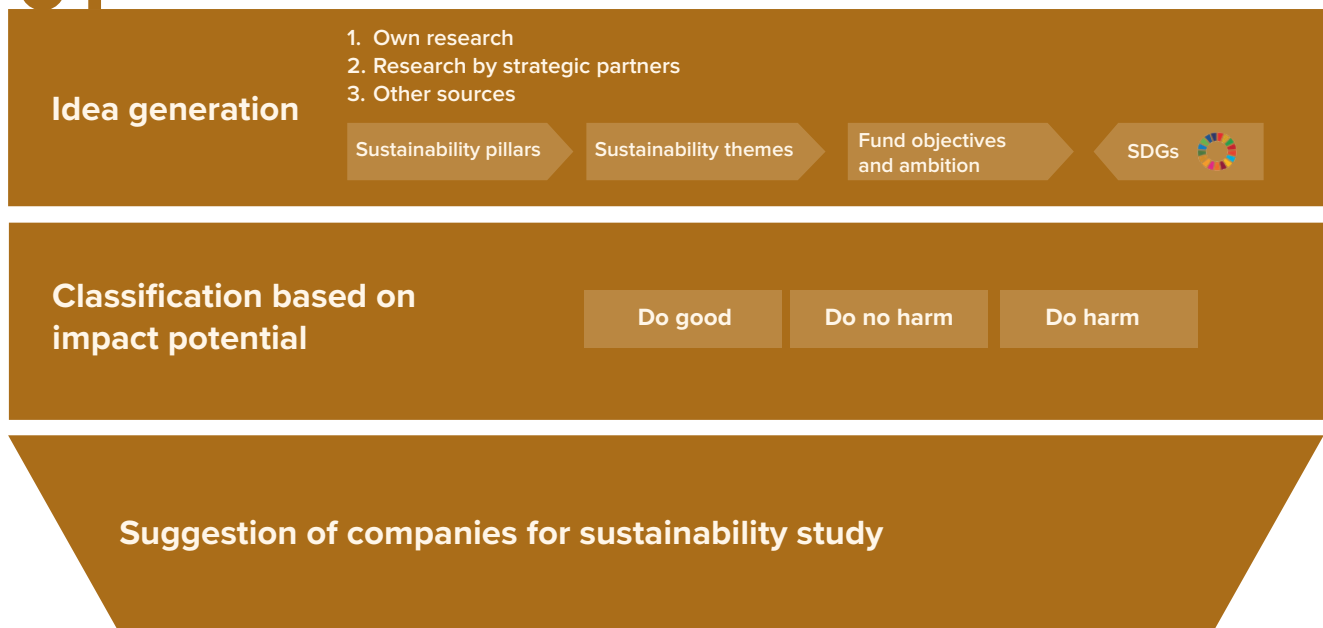 1. Own research
2. Research by strategic partners
3. Other sources
Idea generation
Sustainability pillars
Sustainability themes
Fund objectives
and ambition
SDGs
Classification based on
impact potential
Do good
Do no harm
Do harm
Suggestion of companies for sustainability study